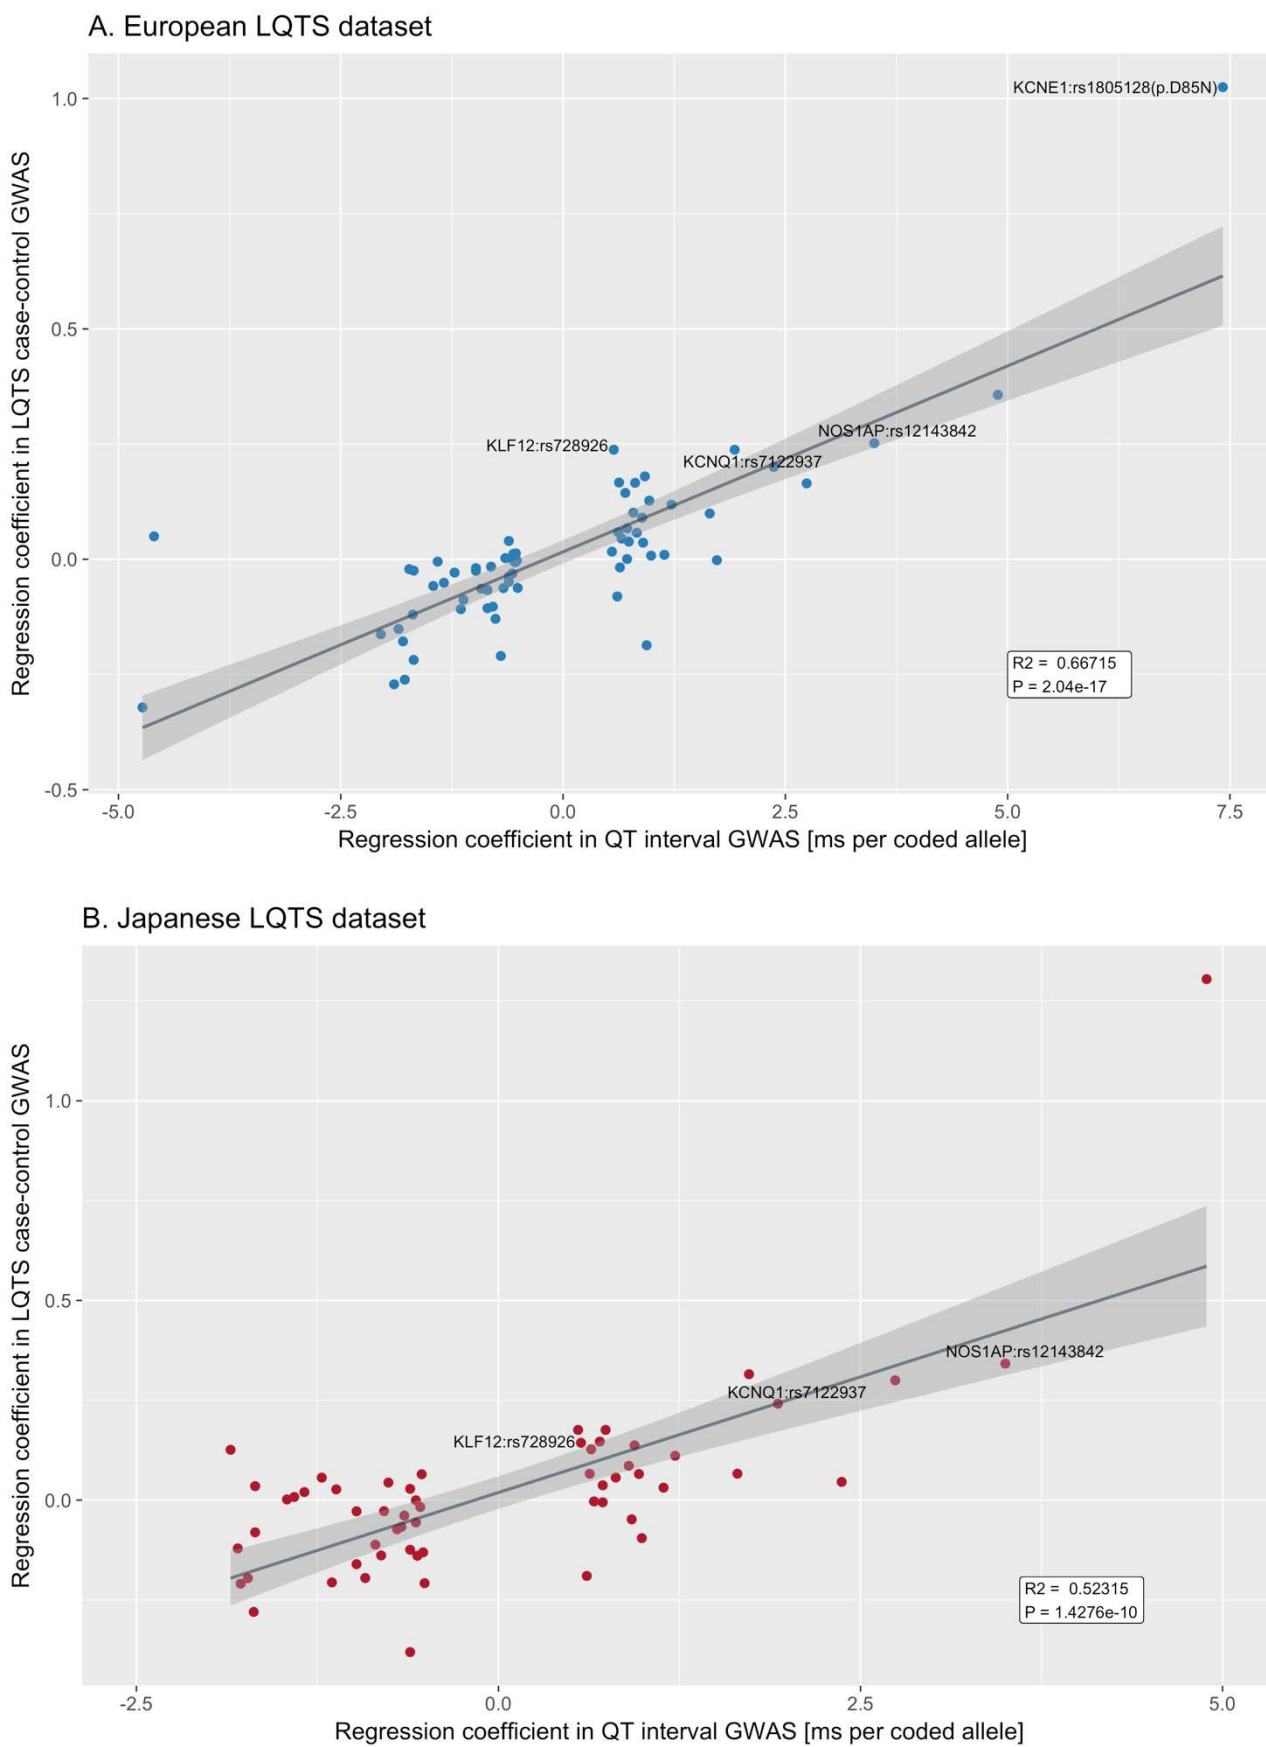 A. European LQTS dataset
Regression coefficient in LQTS case-control GWAS
1.0
0.5
0.0
-0.5
KCNE1:rs1805128(p.D85N)
NOS1AP:rs12143842
KLF12:rs728926
KCNQ1:rs7122937
R2 = 0.66715
P = 2.04e-17
-5.0
-2.5
0.0
2.5
5.0
7.5
Regression coefficient in QT interval GWAS [ms per coded allele]
B. Japanese LQTS dataset
Regression coefficient in LQTS case-control GWAS
1.0
0.5
0.0
NOS1AP:rs12143842
KCNQ1:rs7122937
KLF12:rs728926
R2 = 0.52315
P = 1.4276e-10
-2.5
0.0
2.5
5.0
Regression coefficient in QT interval GWAS [ms per coded allele]